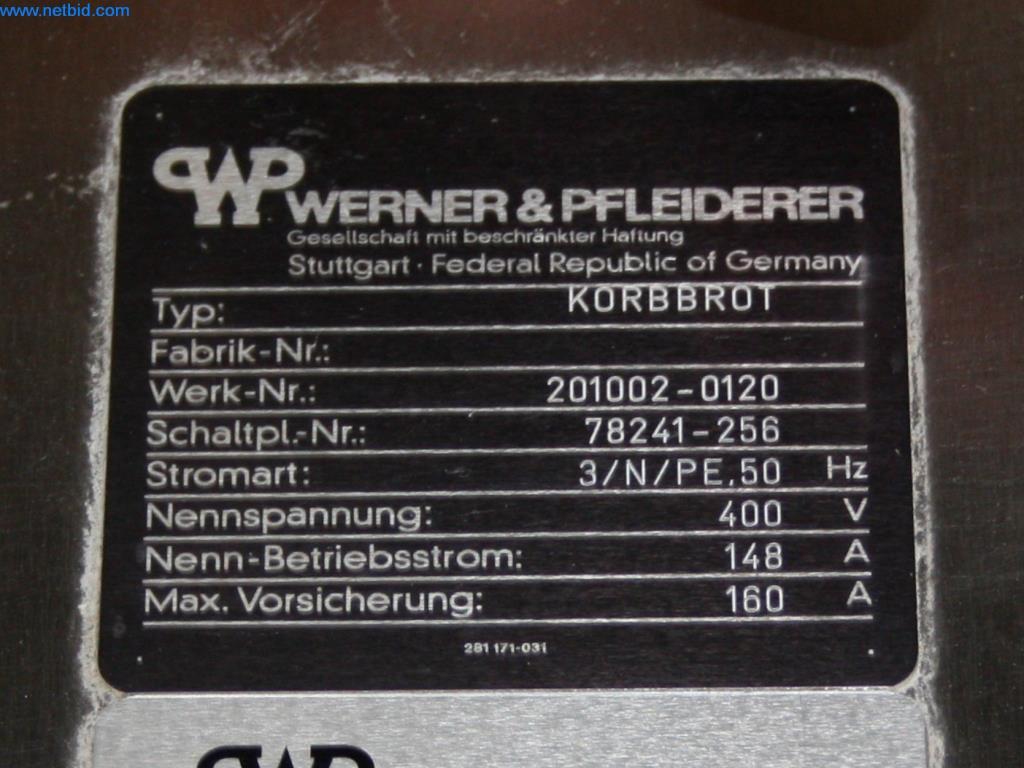 www.netbid.com
WP WERNER & PFLEIDERER
Gesellschaft mit beschränkter Haftung
Stuttgart · Federal Republic of Germany
Typ: KORBBROT
Fabrik-Nr.:
Werk-Nr.: 201002-0120
Schaltpl.-Nr.: 78241-256
Stromart: 3/N/PE,50 Hz
Nennspannung: 400 V
Nenn-Betriebsstrom: 148 A
Max. Vorsicherung: 160 A
281 171-031
WP